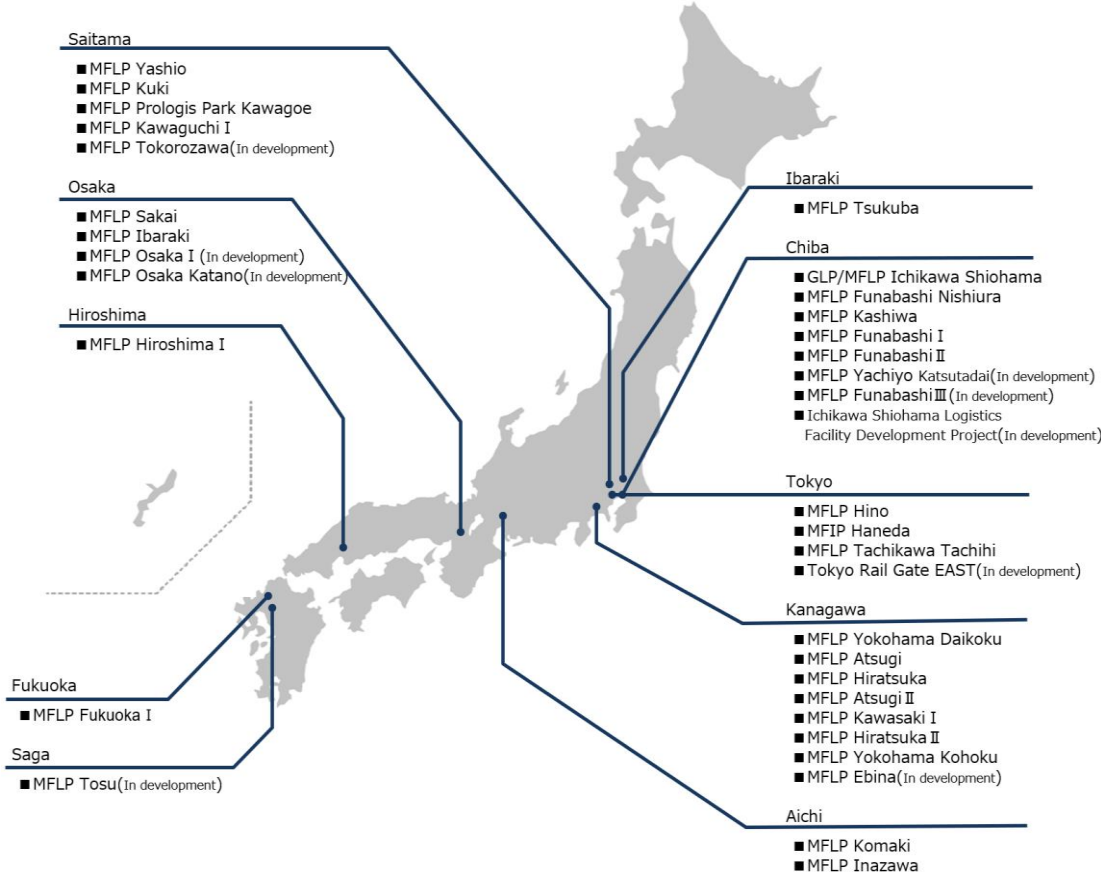 Saitama
■MFLP Yashio
■MFLP Kuki
■MFLP Prologis Park Kawagoe
■MFLP Kawaguchi Ⅰ
■MFLP Tokorozawa(In development)
Osaka
■MFLP Sakai
■MFLP Ibaraki
■MFLP Osaka Ⅰ (In development)
■MFLP Osaka Katano(In development)
Hiroshima
■MFLP Hiroshima Ⅰ
Fukuoka
■MFLP Fukuoka Ⅰ
Saga
■MFLP Tosu(In development)
Ibaraki
■MFLP Tsukuba
Chiba
■GLP/MFLP Ichikawa Shiohama
■MFLP Funabashi Nishiura
■MFLP Kashiwa
■MFLP Funabashi Ⅰ
■MFLP Funabashi Ⅱ
■MFLP Yachiyo Katsutadai(In development)
■MFLP FunabashiⅢ(In development)
■Ichikawa Shiohama Logistics
Facility Development Project(In development)
Tokyo
■MFLP Hino
■MFIP Haneda
■MFLP Tachikawa Tachihi
■Tokyo Rail Gate EAST(In development)
Kanagawa
■MFLP Yokohama Daikoku
■MFLP Atsugi
■MFLP Hiratsuka
■MFLP Atsugi Ⅱ
■MFLP Kawasaki Ⅰ
■MFLP Hiratsuka Ⅱ
■MFLP Yokohama Kohoku
■MFLP Ebina(In development)
Aichi
■MFLP Komaki
■MFLP Inazawa